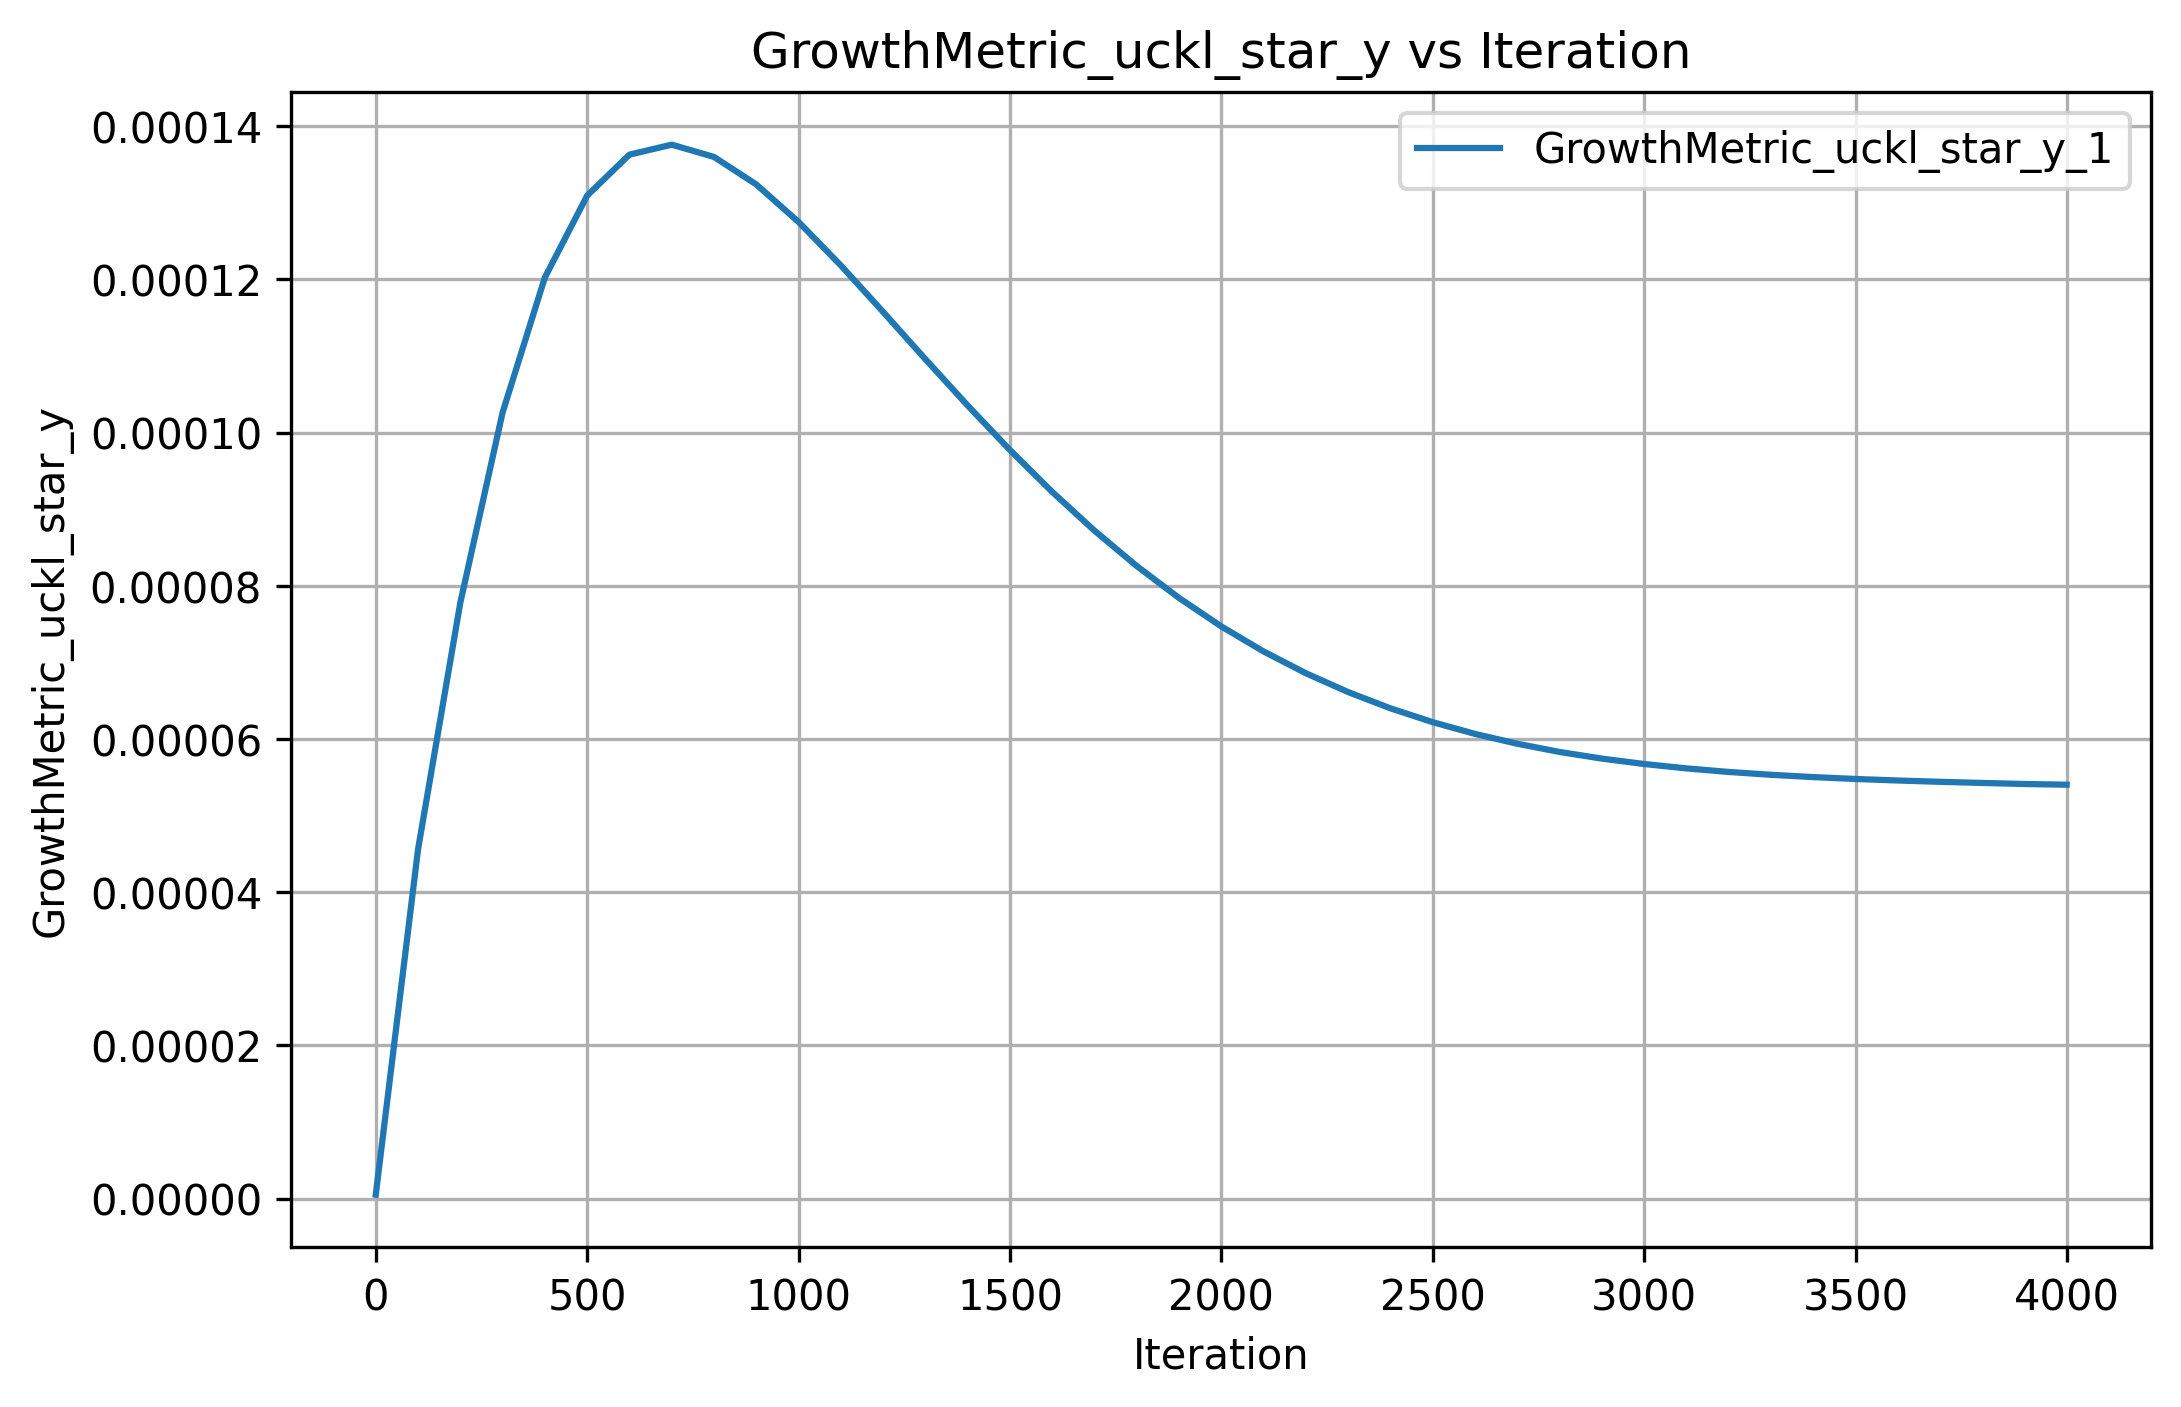 GrowthMetric_uckl_star_y vs Iteration
GrowthMetric_uckl_star_y_1
GrowthMetric_uckl_star_y
0.00014
0.00012
0.00010
0.00008
0.00006
0.00004
0.00002
0.00000
0 500 1000 1500 2000 2500 3000 3500 4000
Iteration